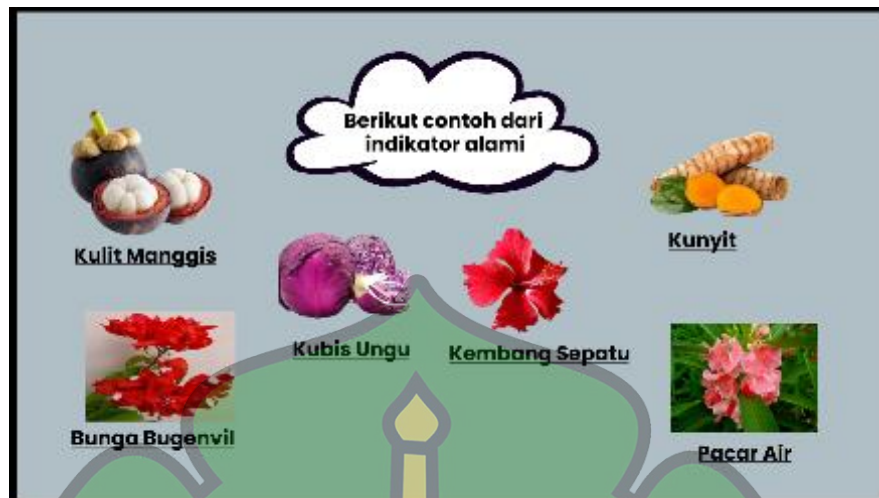 Berikut contoh dari
indikator alami
Kulit Manggis
Kunyit
Kubis Ungu
Kembang Sepatu
Bunga Bugenvil
Pacar Air